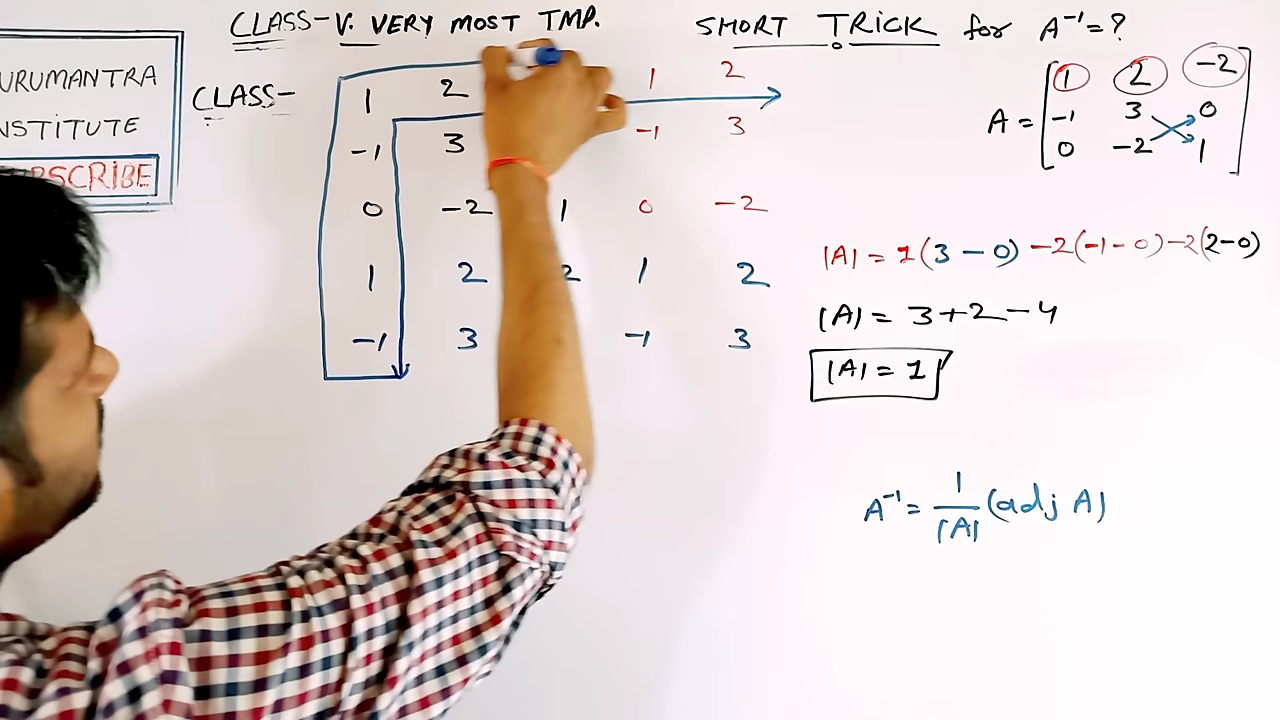 CLASS-V. VERY MOST TMP. SHORT TRICK for A⁻¹=?
URUMANTRA
NSTITUTE
SCRIBE
CLASS-
1 2 1 2
-1 3 -1 3
0 -2 1 0 -2
1 2 2 1 2
-1 3 -1 3
A = [ 1 2 -2
-1 3 0
0 -2 1 ]
|A| = 1(3-0) -2(-1-0) -2(2-0)
|A| = 3+2-4
|A| = 1
A⁻¹ = 1/|A| (adj A)